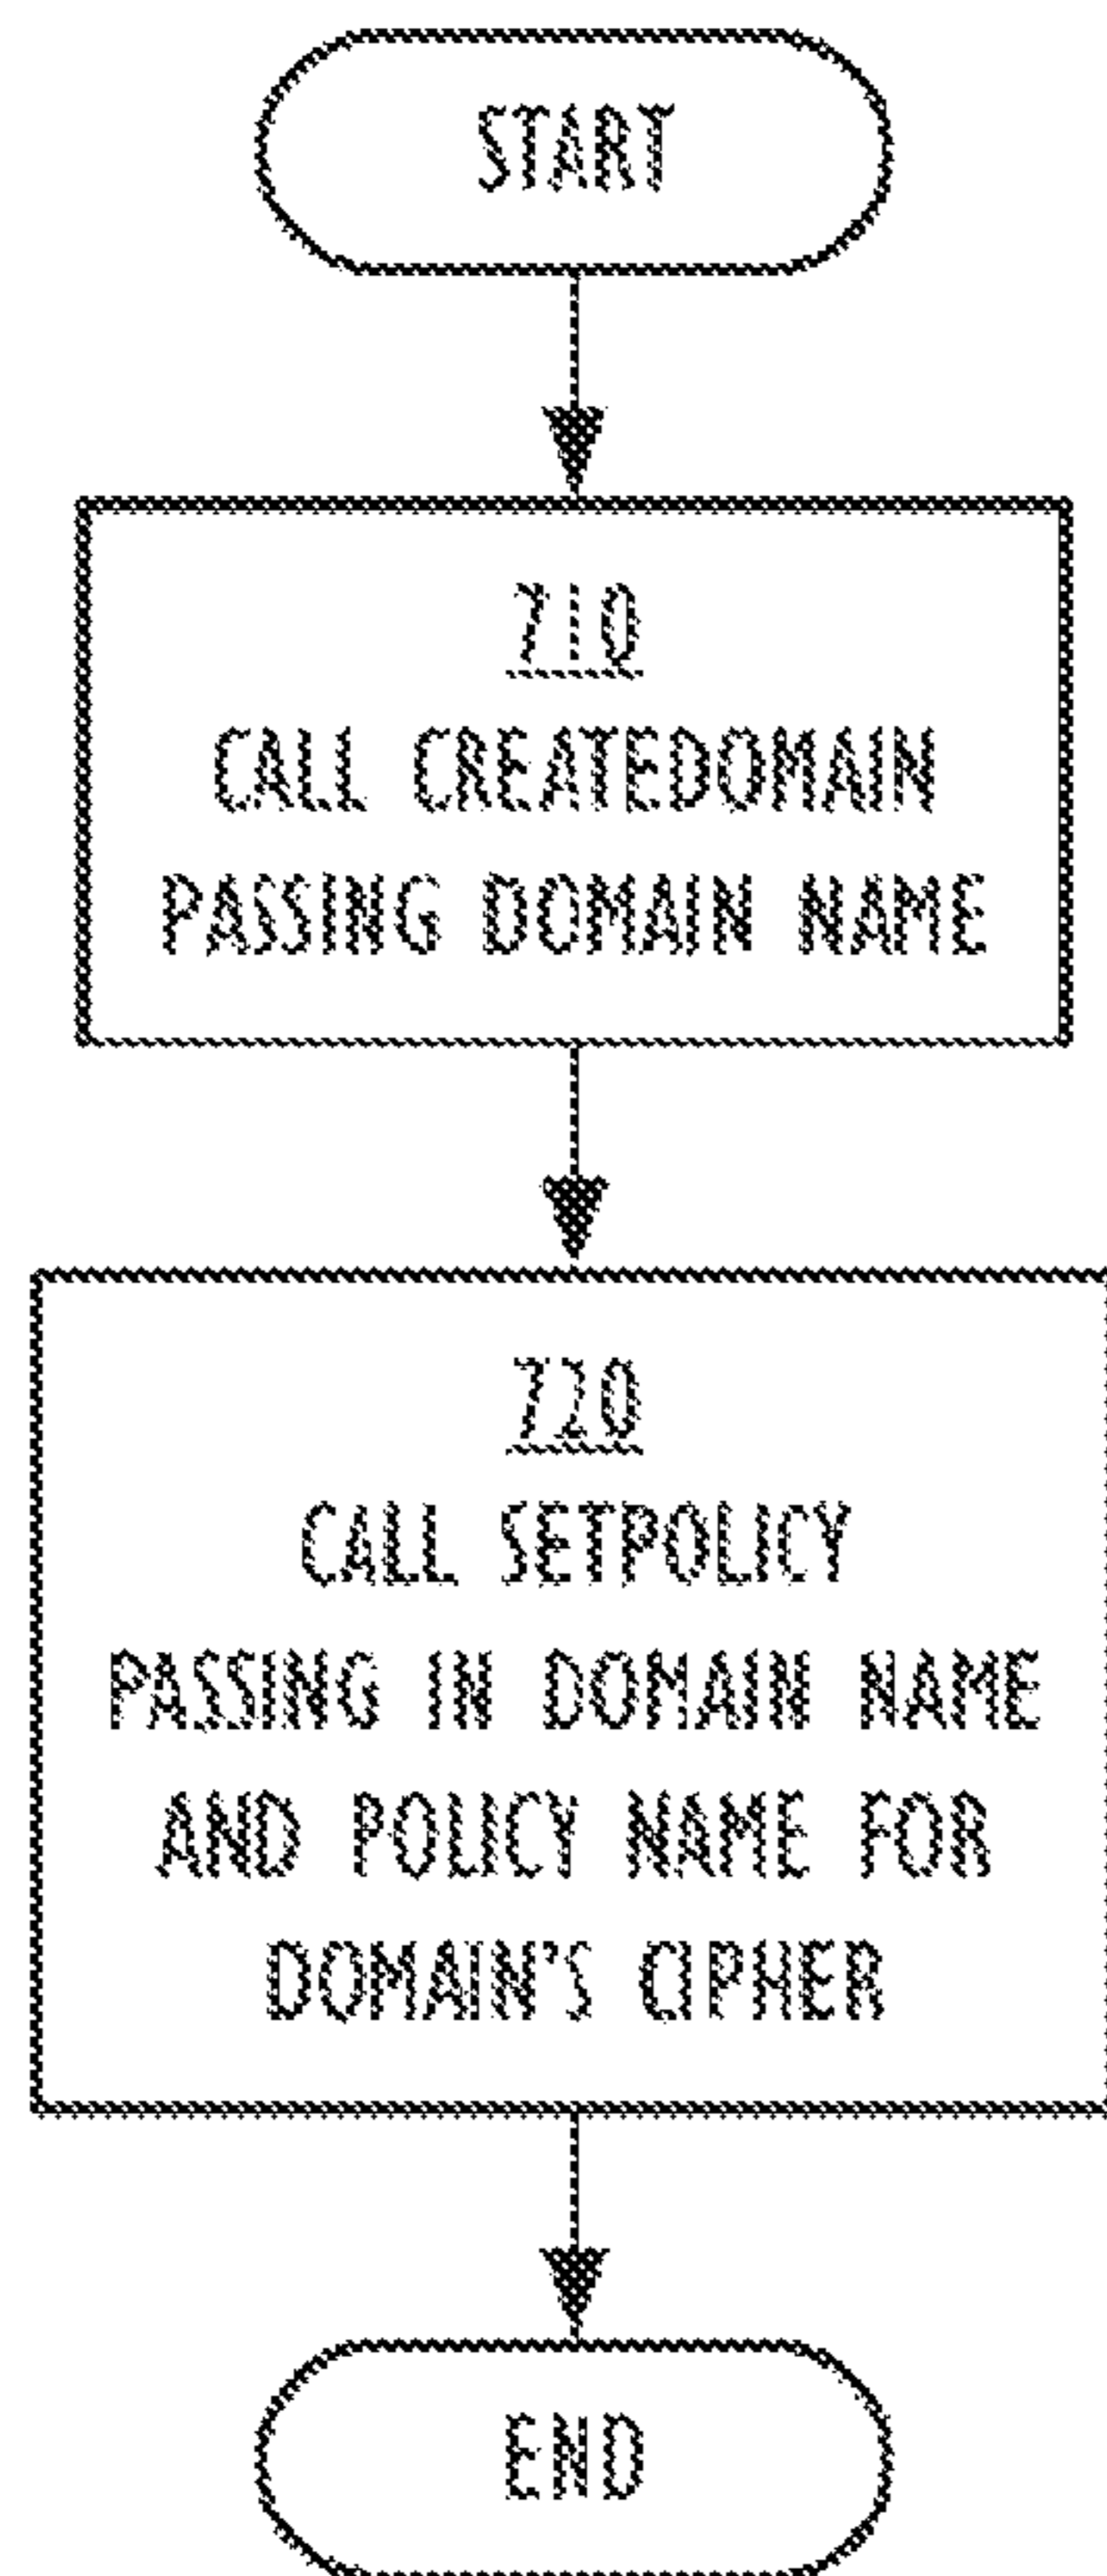 START
710
CALL CREATEDOMAIN
PASSING DOMAIN NAME
720
CALL SETPOLICY
PASSING IN DOMAIN NAME
AND POLICY NAME FOR
DOMAIN'S CIPHER
END